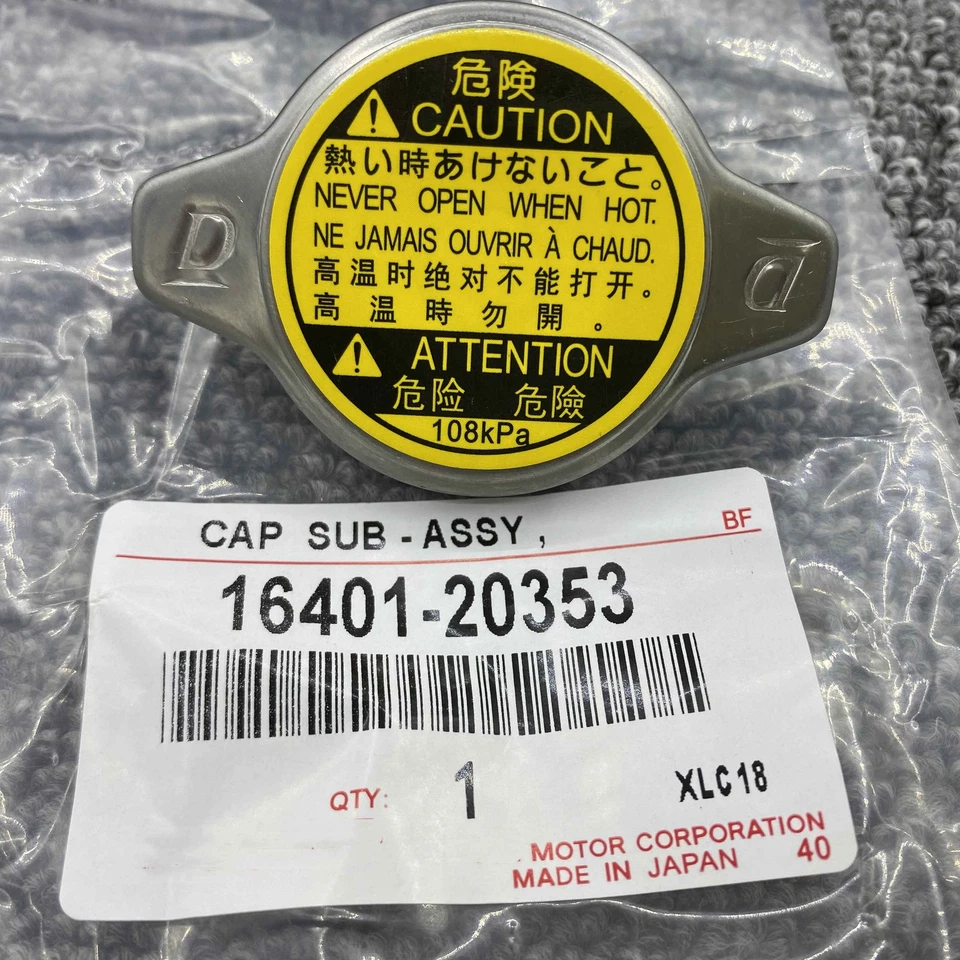 危険
CAUTION
熱い時あけないこと。
NEVER OPEN WHEN HOT.
NE JAMAIS OUVRIR À CHAUD.
高温时绝对不能打开。
高温時勿開。
ATTENTION
危险 危險
108kPa
D D
CAP SUB-ASSY,
BF
16401-20353
QTY: 1
XLC18
MOTOR CORPORATION
MADE IN JAPAN 40